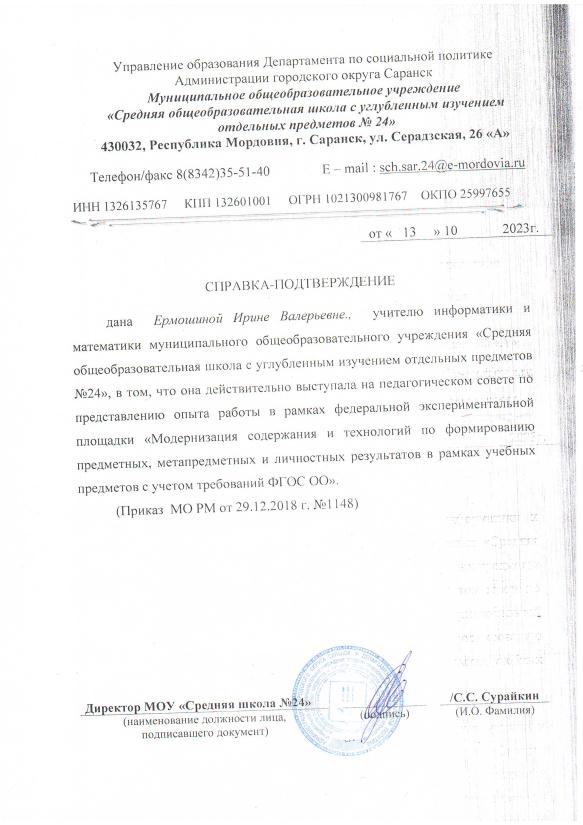 Управление образования Департамента по социальной политике
Администрации городского округа Саранск
Муниципальное общеобразовательное учреждение
«Средняя общеобразовательная школа с углубленным изучением
отдельных предметов № 24»
430032, Республика Мордовия, г. Саранск, ул. Серадзская, 26 «А»
Телефон/факс 8(8342)35-51-40 E – mail : sch.sar.24@e-mordovia.ru
ИНН 1326135767 КПП 132601001 ОГРН 1021300981767 ОКПО 25997655
от « 13 » 10 2023г.
СПРАВКА-ПОДТВЕРЖДЕНИЕ
дана Ермошиной Ирине Валерьевне., учителю информатики и
математики муниципального общеобразовательного учреждения «Средняя
общеобразовательная школа с углубленным изучением отдельных предметов
№24», в том, что она действительно выступала на педагогическом совете по
представлению опыта работы в рамках федеральной экспериментальной
площадки «Модернизация содержания и технологий по формированию
предметных, метапредметных и личностных результатов в рамках учебных
предметов с учетом требований ФГОС ОО».
(Приказ МО РМ от 29.12.2018 г. №1148)
Директор МОУ «Средняя школа №24» /С.С. Сурайкин
(наименование должности лица, (подпись) (И.О. Фамилия)
подписавшего документ)